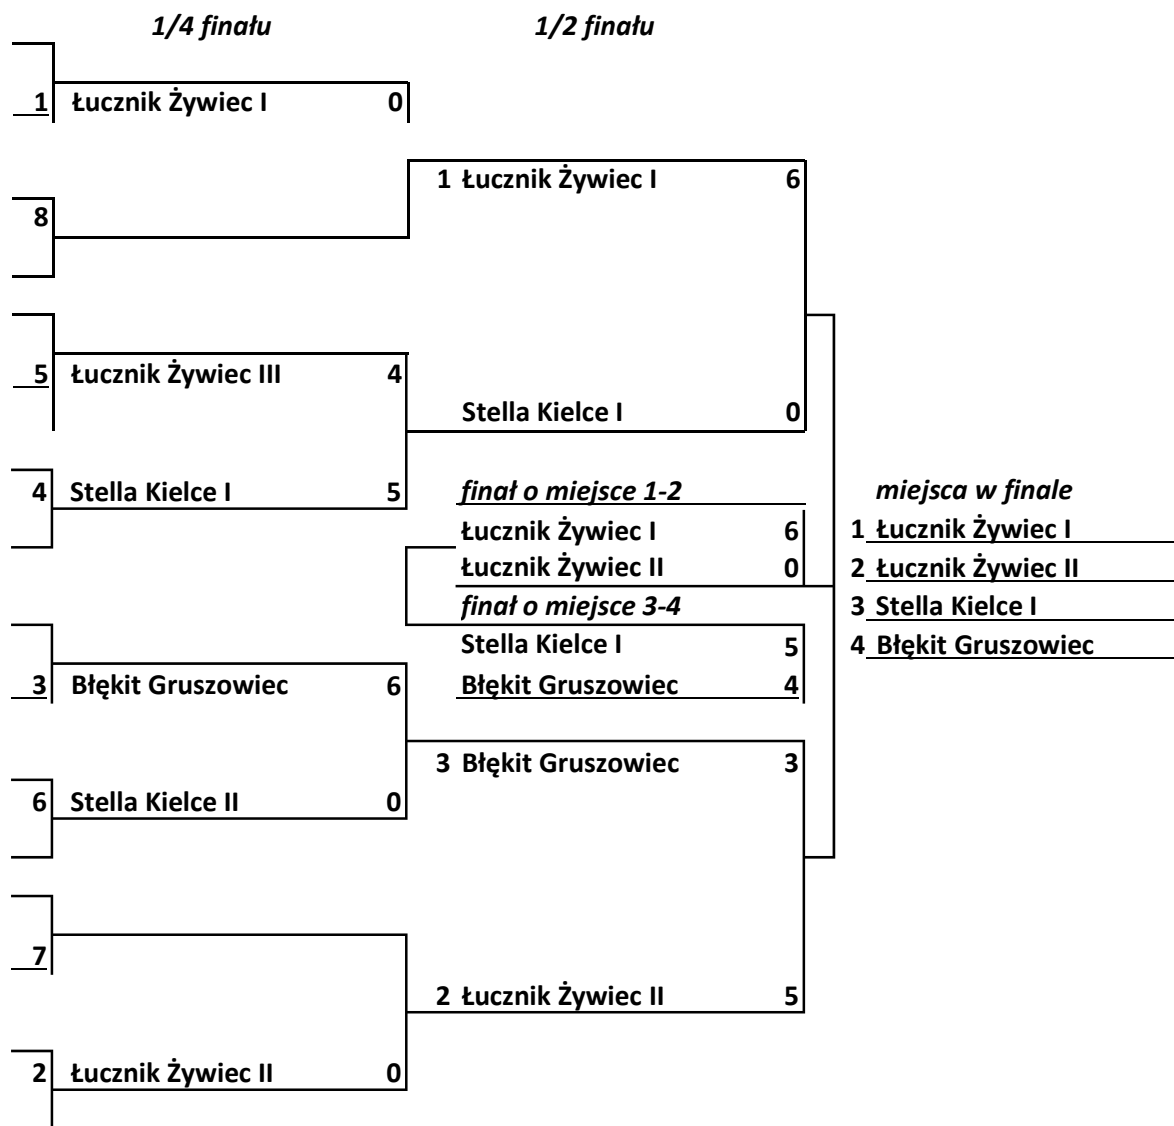 1/4 finału 1/2 finału
1 Łucznik Żywiec I 0
1 Łucznik Żywiec I 6
8
5 Łucznik Żywiec III 4
Stella Kielce I 0
4 Stella Kielce I 5
finał o miejsce 1-2
miejsca w finale
Łucznik Żywiec I 6
1 Łucznik Żywiec I
Łucznik Żywiec II 0
2 Łucznik Żywiec II
finał o miejsce 3-4
3 Stella Kielce I
Stella Kielce I 5
4 Błękit Gruszowiec
3 Błękit Gruszowiec 6
Błękit Gruszowiec 4
3 Błękit Gruszowiec 3
6 Stella Kielce II 0
7
2 Łucznik Żywiec II 5
2 Łucznik Żywiec II 0